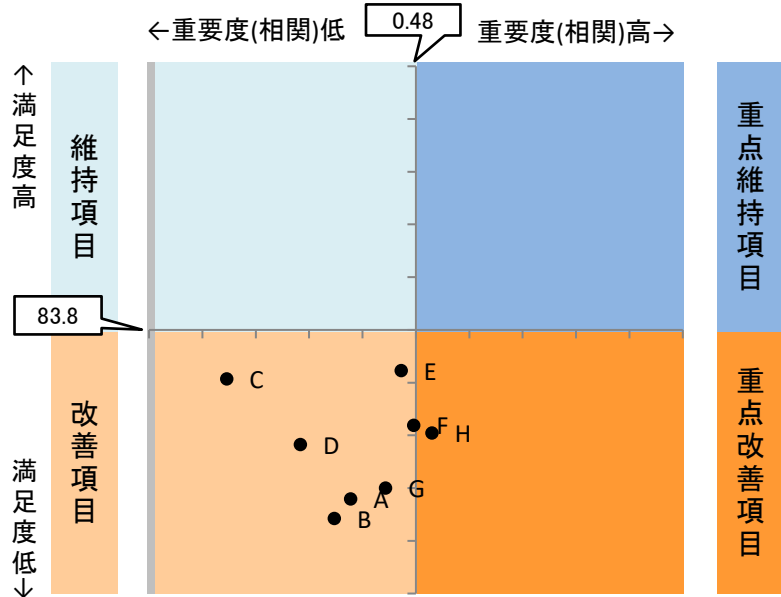 ←重要度(相関)低
0.48
重要度(相関)高→
↑満足度高
維持項目
重点維持項目
83.8
改善項目
重点改善項目
満足度低↓
C
E
F
H
D
G
A
B